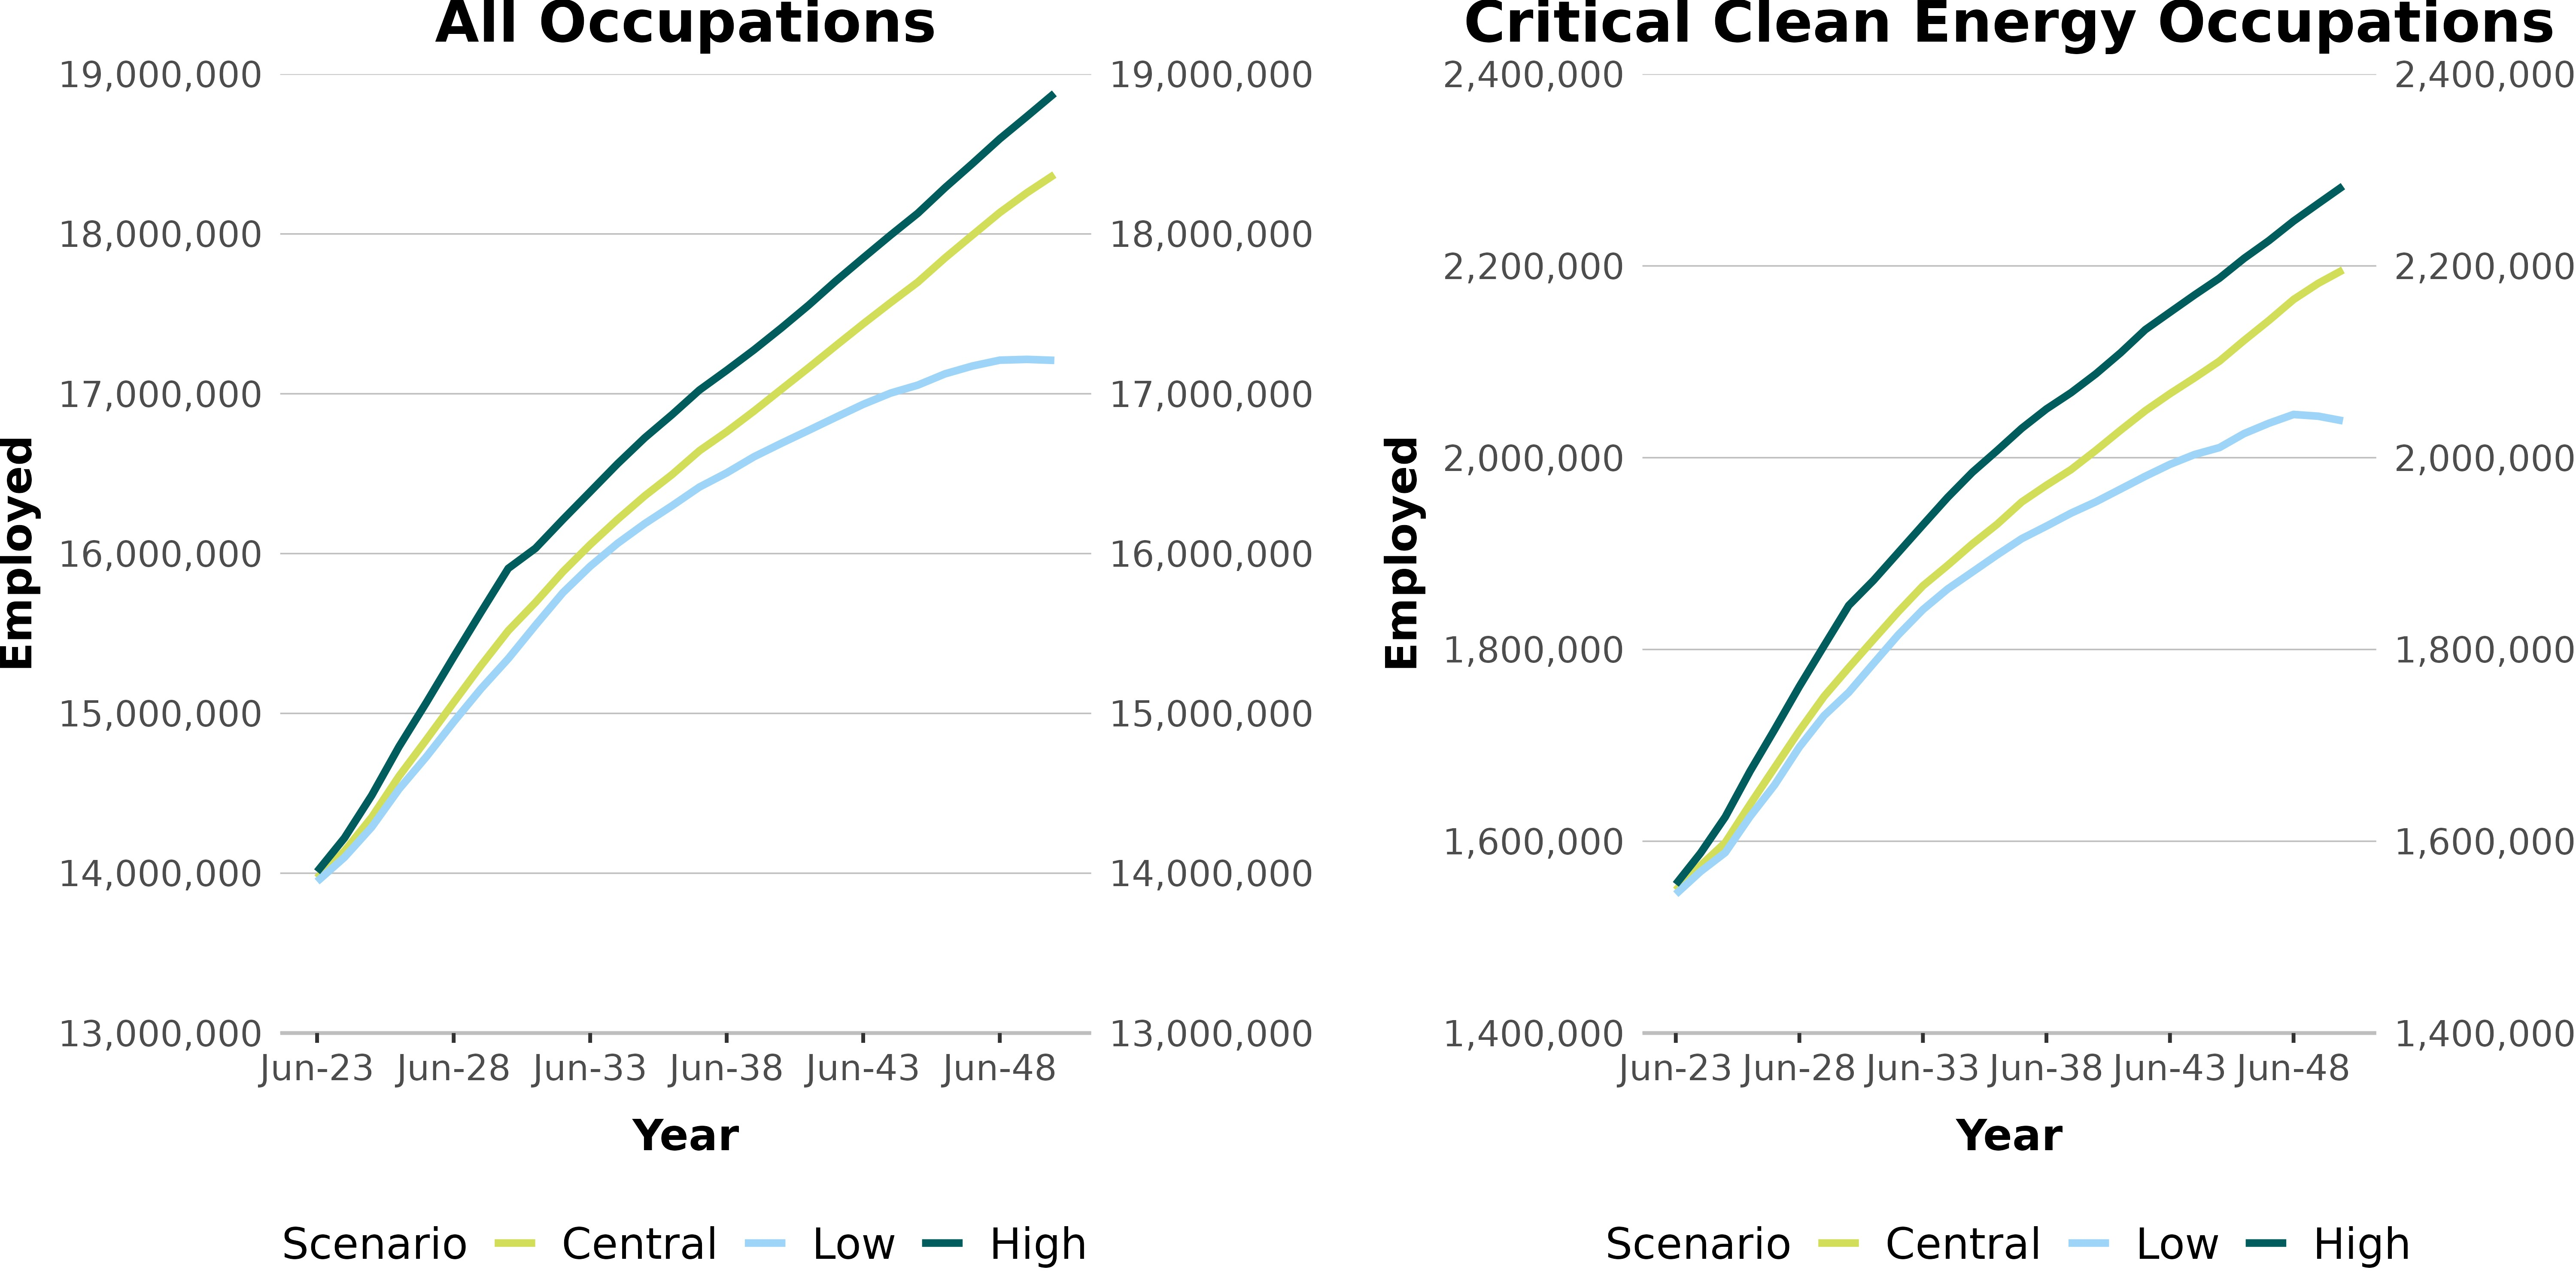 All Occupations
19,000,000
18,000,000
17,000,000
16,000,000
15,000,000
14,000,000
13,000,000
Employed
19,000,000
18,000,000
17,000,000
16,000,000
15,000,000
14,000,000
13,000,000
Jun-23 Jun-28 Jun-33 Jun-38 Jun-43 Jun-48
Year
Scenario Central Low High
Critical Clean Energy Occupations
2,400,000
2,200,000
2,000,000
1,800,000
1,600,000
1,400,000
Employed
2,400,000
2,200,000
2,000,000
1,800,000
1,600,000
1,400,000
Jun-23 Jun-28 Jun-33 Jun-38 Jun-43 Jun-48
Year
Scenario Central Low High